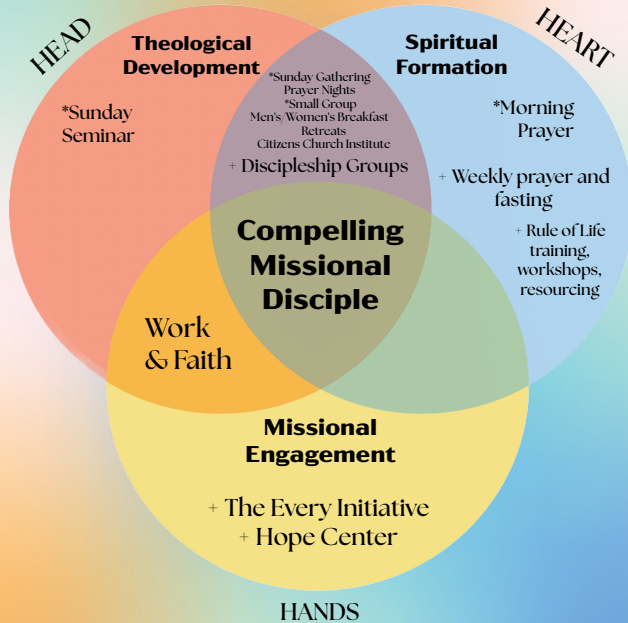 HEAD
Theological
Development
*Sunday
Seminar
*Sunday Gathering
Prayer Nights
*Small Group
Men's/Women's Breakfast
Retreats
Citizens Church Institute
+ Discipleship Groups
Spiritual
Formation
HEART
*Morning
Prayer
+ Weekly prayer and
fasting
+ Rule of Life
training,
workshops,
resourcing
Compelling
Missional
Disciple
Work
& Faith
Missional
Engagement
+ The Every Initiative
+ Hope Center
HANDS